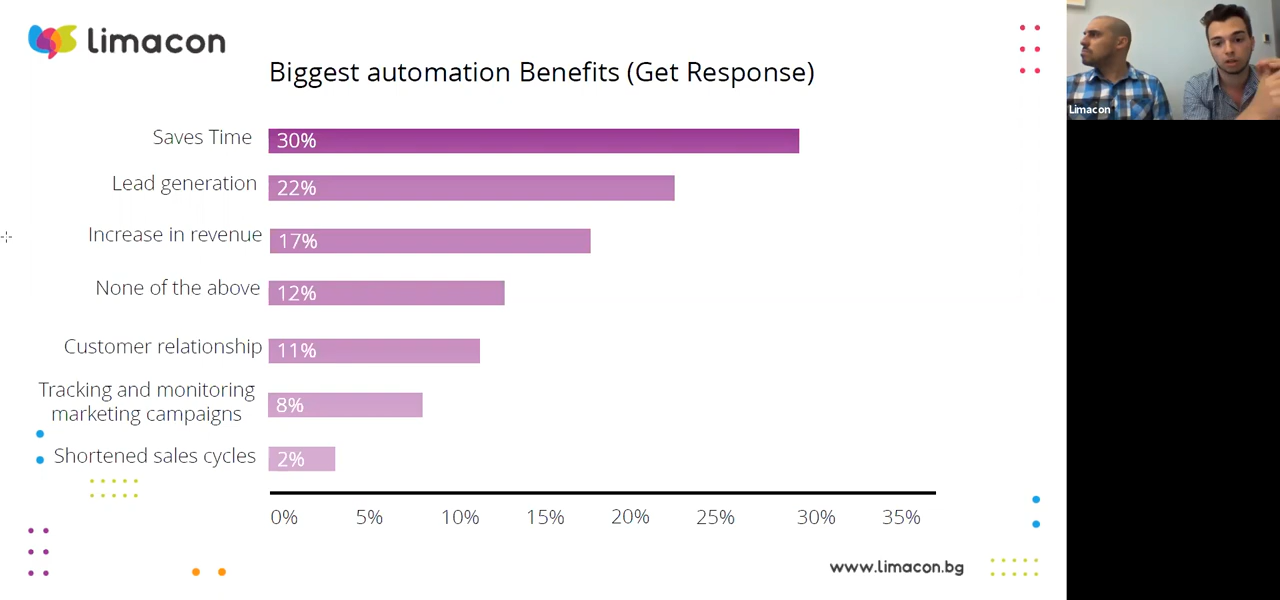 limacon
Biggest automation Benefits (Get Response)
Saves Time
30%
Lead generation
22%
Increase in revenue
17%
None of the above
12%
Customer relationship
11%
Tracking and monitoring
marketing campaigns
8%
Shortened sales cycles
2%
0% 5% 10% 15% 20% 25% 30% 35%
www.limacon.bg
Limacon